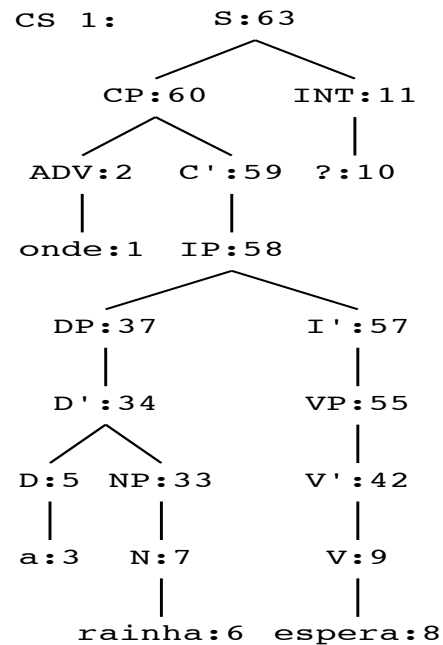 CS 1: S:63
CP:60 INT:11
ADV:2 C':59 ?:10
onde:1 IP:58
DP:37 I':57
D':34 VP:55
D:5 NP:33 V':42
a:3 N:7 V:9
rainha:6 espera:8